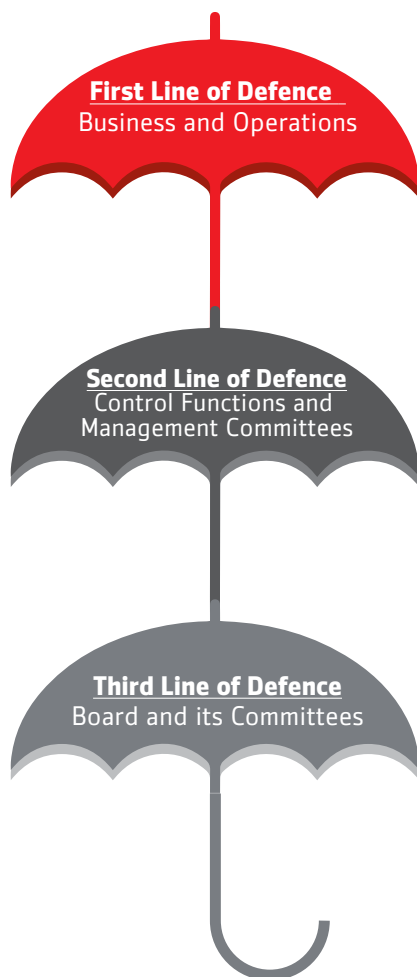 First Line of Defence
Business and Operations
Second Line of Defence
Control Functions and
Management Committees
Third Line of Defence
Board and its Committees